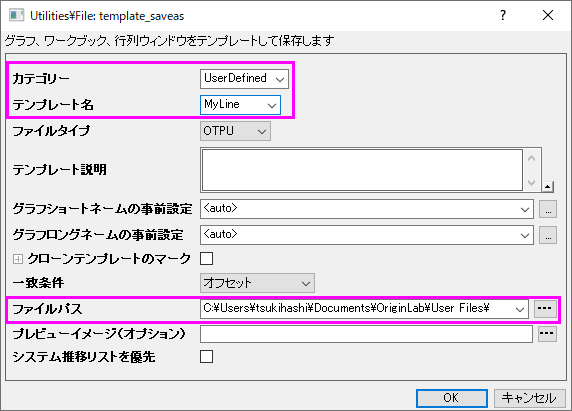 Utilities¥File: template_saveas
グラフ、ワークブック、行列ウィンドウをテンプレートして保存します
カテゴリー UserDefined
テンプレート名 MyLine
ファイルタイプ OTPU
テンプレート説明
グラフショートネームの事前設定 <auto> ...
グラフロングネームの事前設定 <auto> ...
クローンテンプレートのマーク
一致条件 オフセット
ファイルパス C:¥Users¥tsukihashi¥Documents¥OriginLab¥User Files¥ ...
プレビューイメージ(オプション) ...
システム推移リストを優先
OK キャンセル